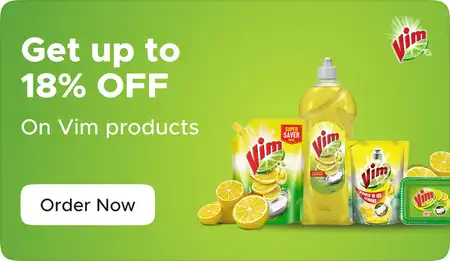 Get up to
18% OFF
On Vim products
Order Now
Vim
SUPER
SAVER
Vim
Vim
Vim
Vim